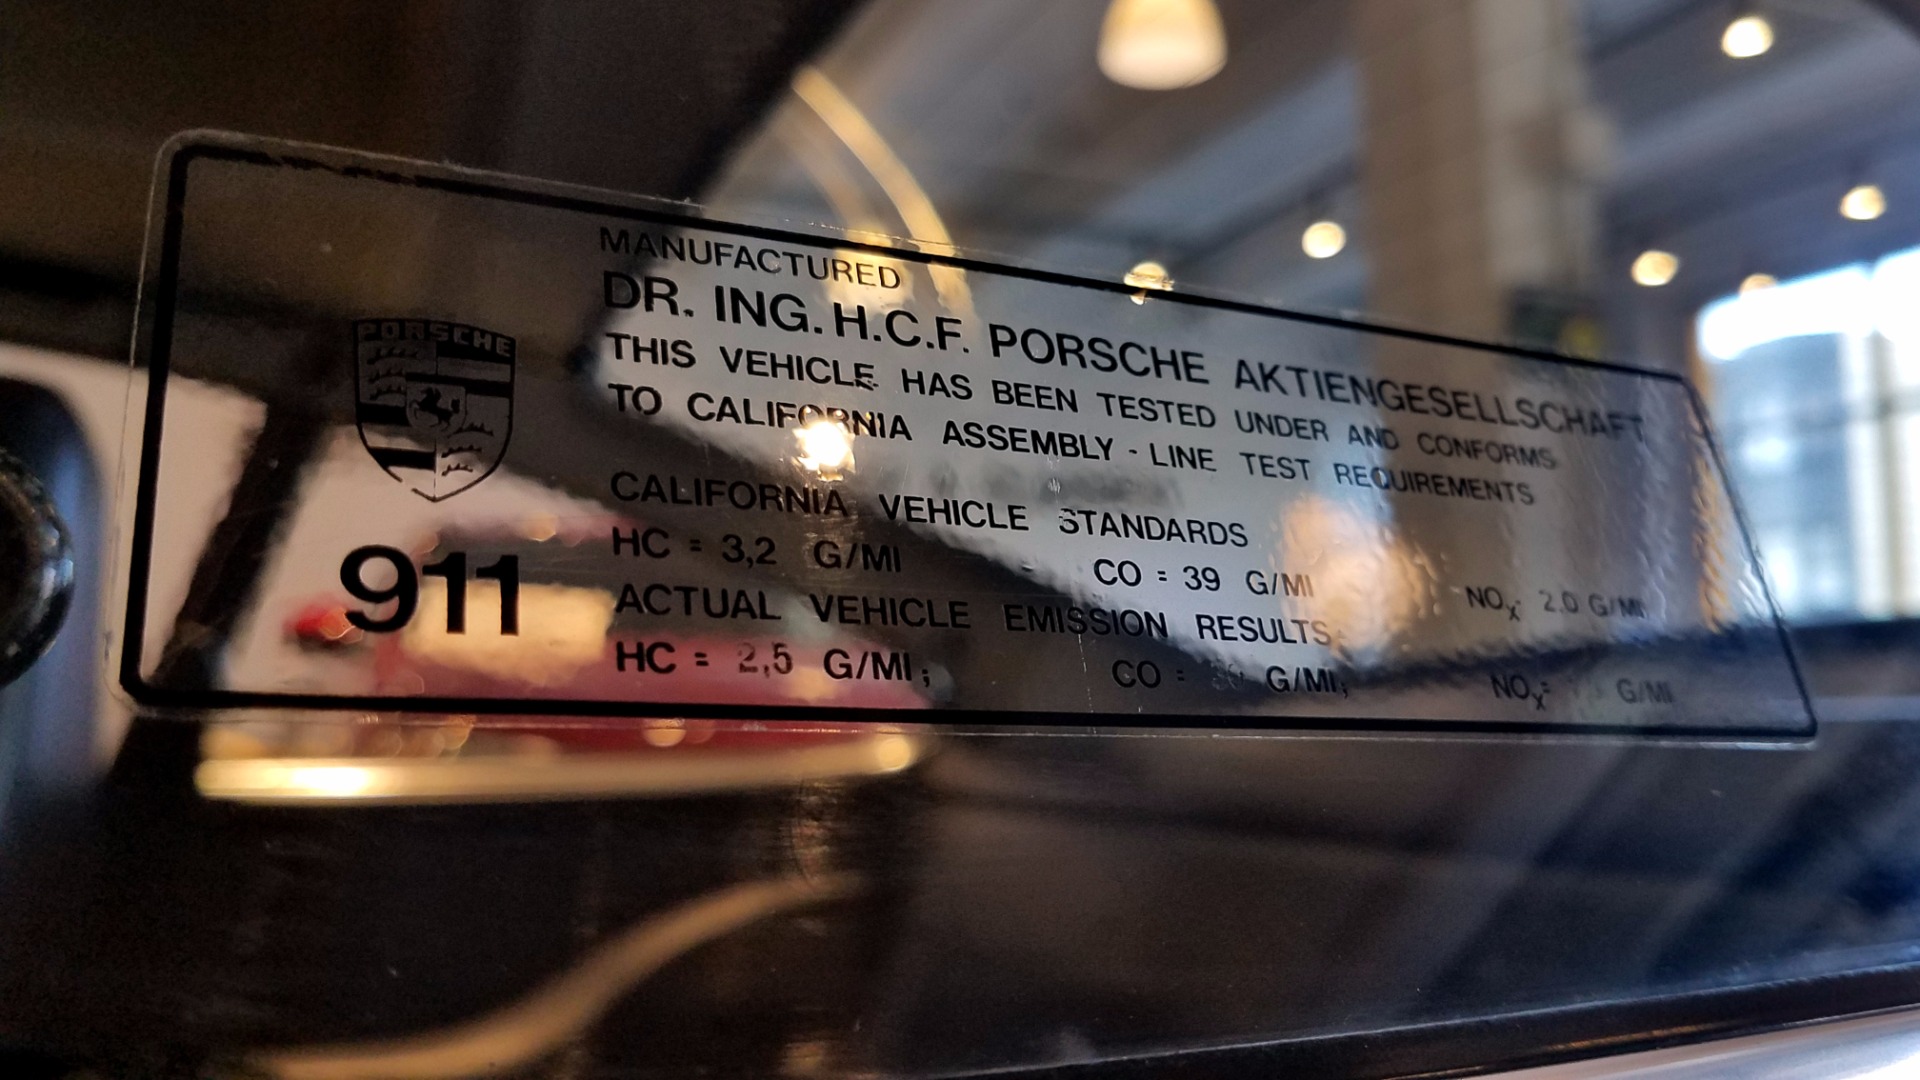 PORSCHE
911
MANUFACTURED
DR. ING. H.C.F. PORSCHE AKTIENGESELLSCHAFT
THIS VEHICLE HAS BEEN TESTED UNDER AND CONFORMS
TO CALIFORNIA ASSEMBLY - LINE TEST REQUIREMENTS
CALIFORNIA VEHICLE STANDARDS
HC = 3,2 G/MI CO = 39 G/MI NOx: 2.0 G/MI
ACTUAL VEHICLE EMISSION RESULTS:
HC = 2,5 G/MI; CO = G/MI; NOx= G/MI